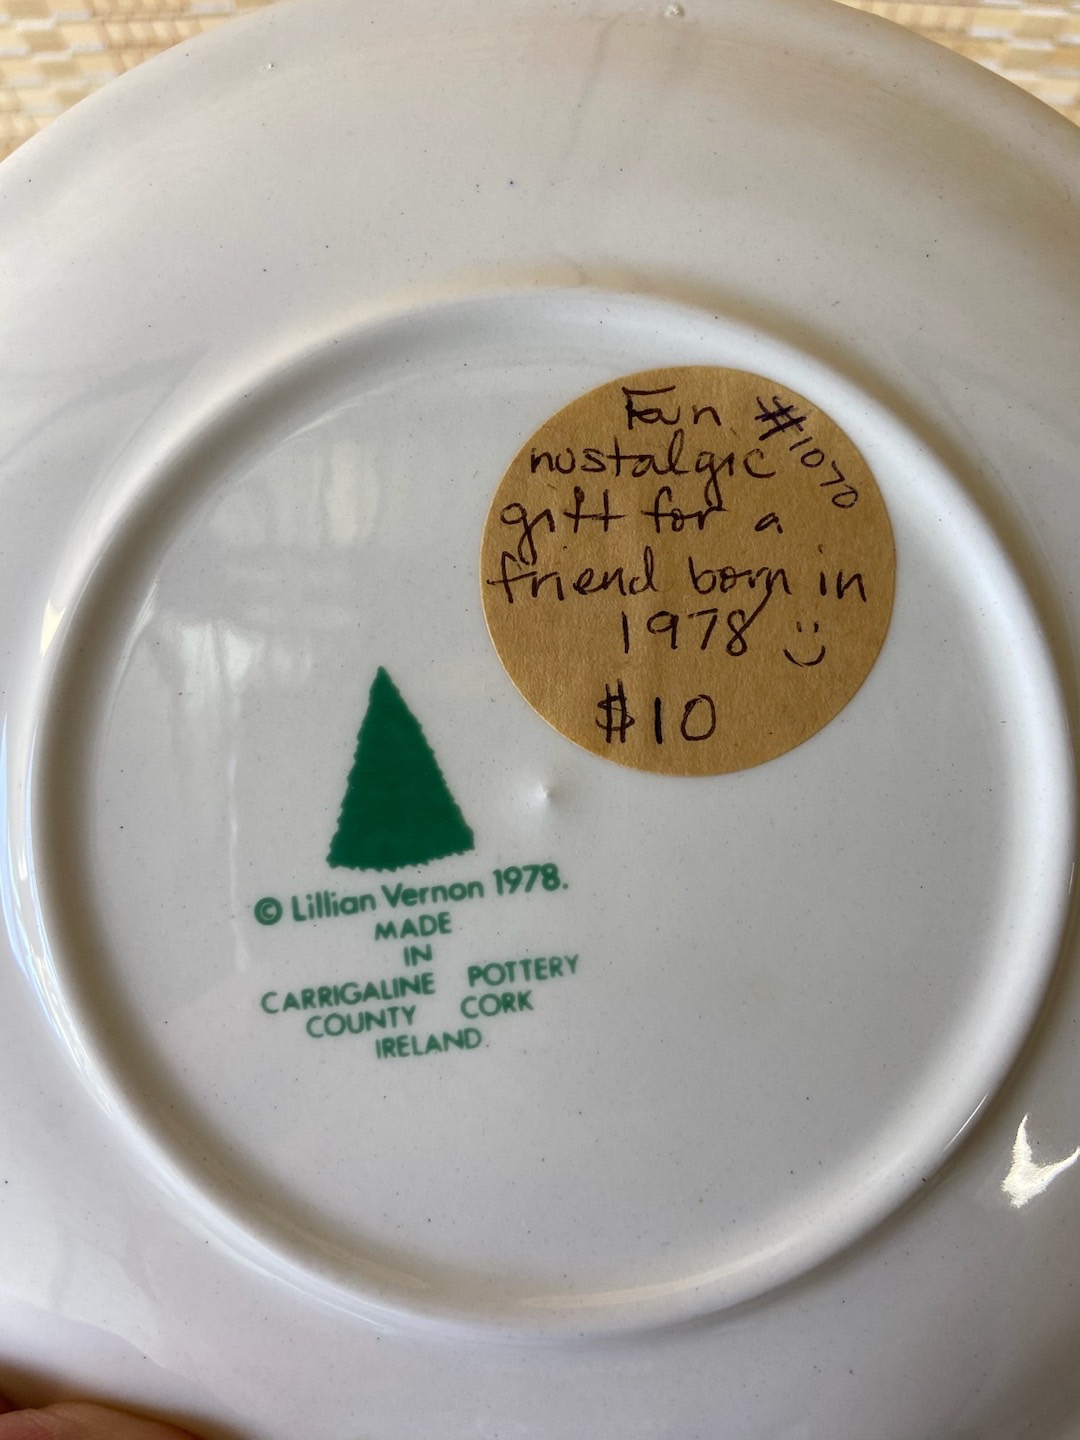 Fun #1070
nostalgic
gift for a
friend born in
1978 :)
$10
© Lillian Vernon 1978.
MADE
IN
CARRIGALINE POTTERY
COUNTY CORK
IRELAND.